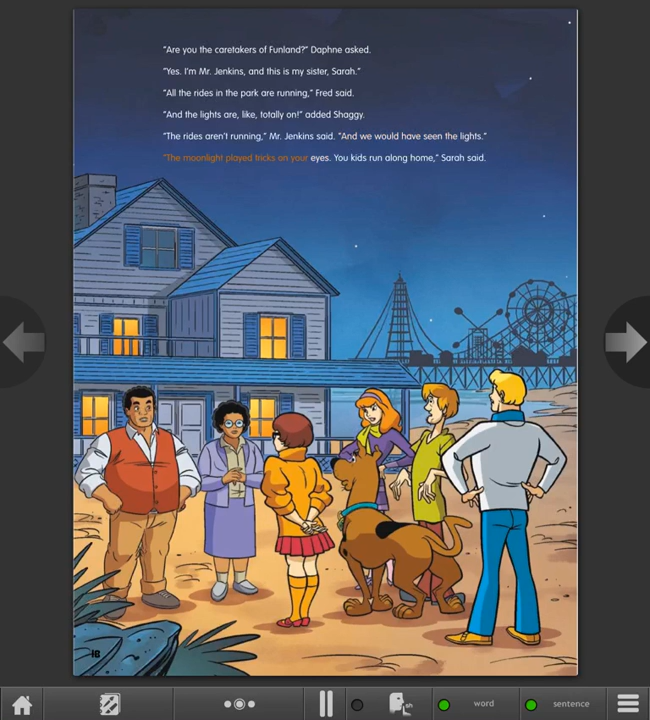 "Are you the caretakers of Funland?" Daphne asked.
"Yes. I'm Mr. Jenkins, and this is my sister, Sarah."
"All the rides in the park are running," Fred said.
"And the lights are, like, totally on!" added Shaggy.
"The rides aren't running," Mr. Jenkins said. "And we would have seen the lights."
"The moonlight played tricks on your eyes. You kids run along home," Sarah said.
18
sh
word
sentence